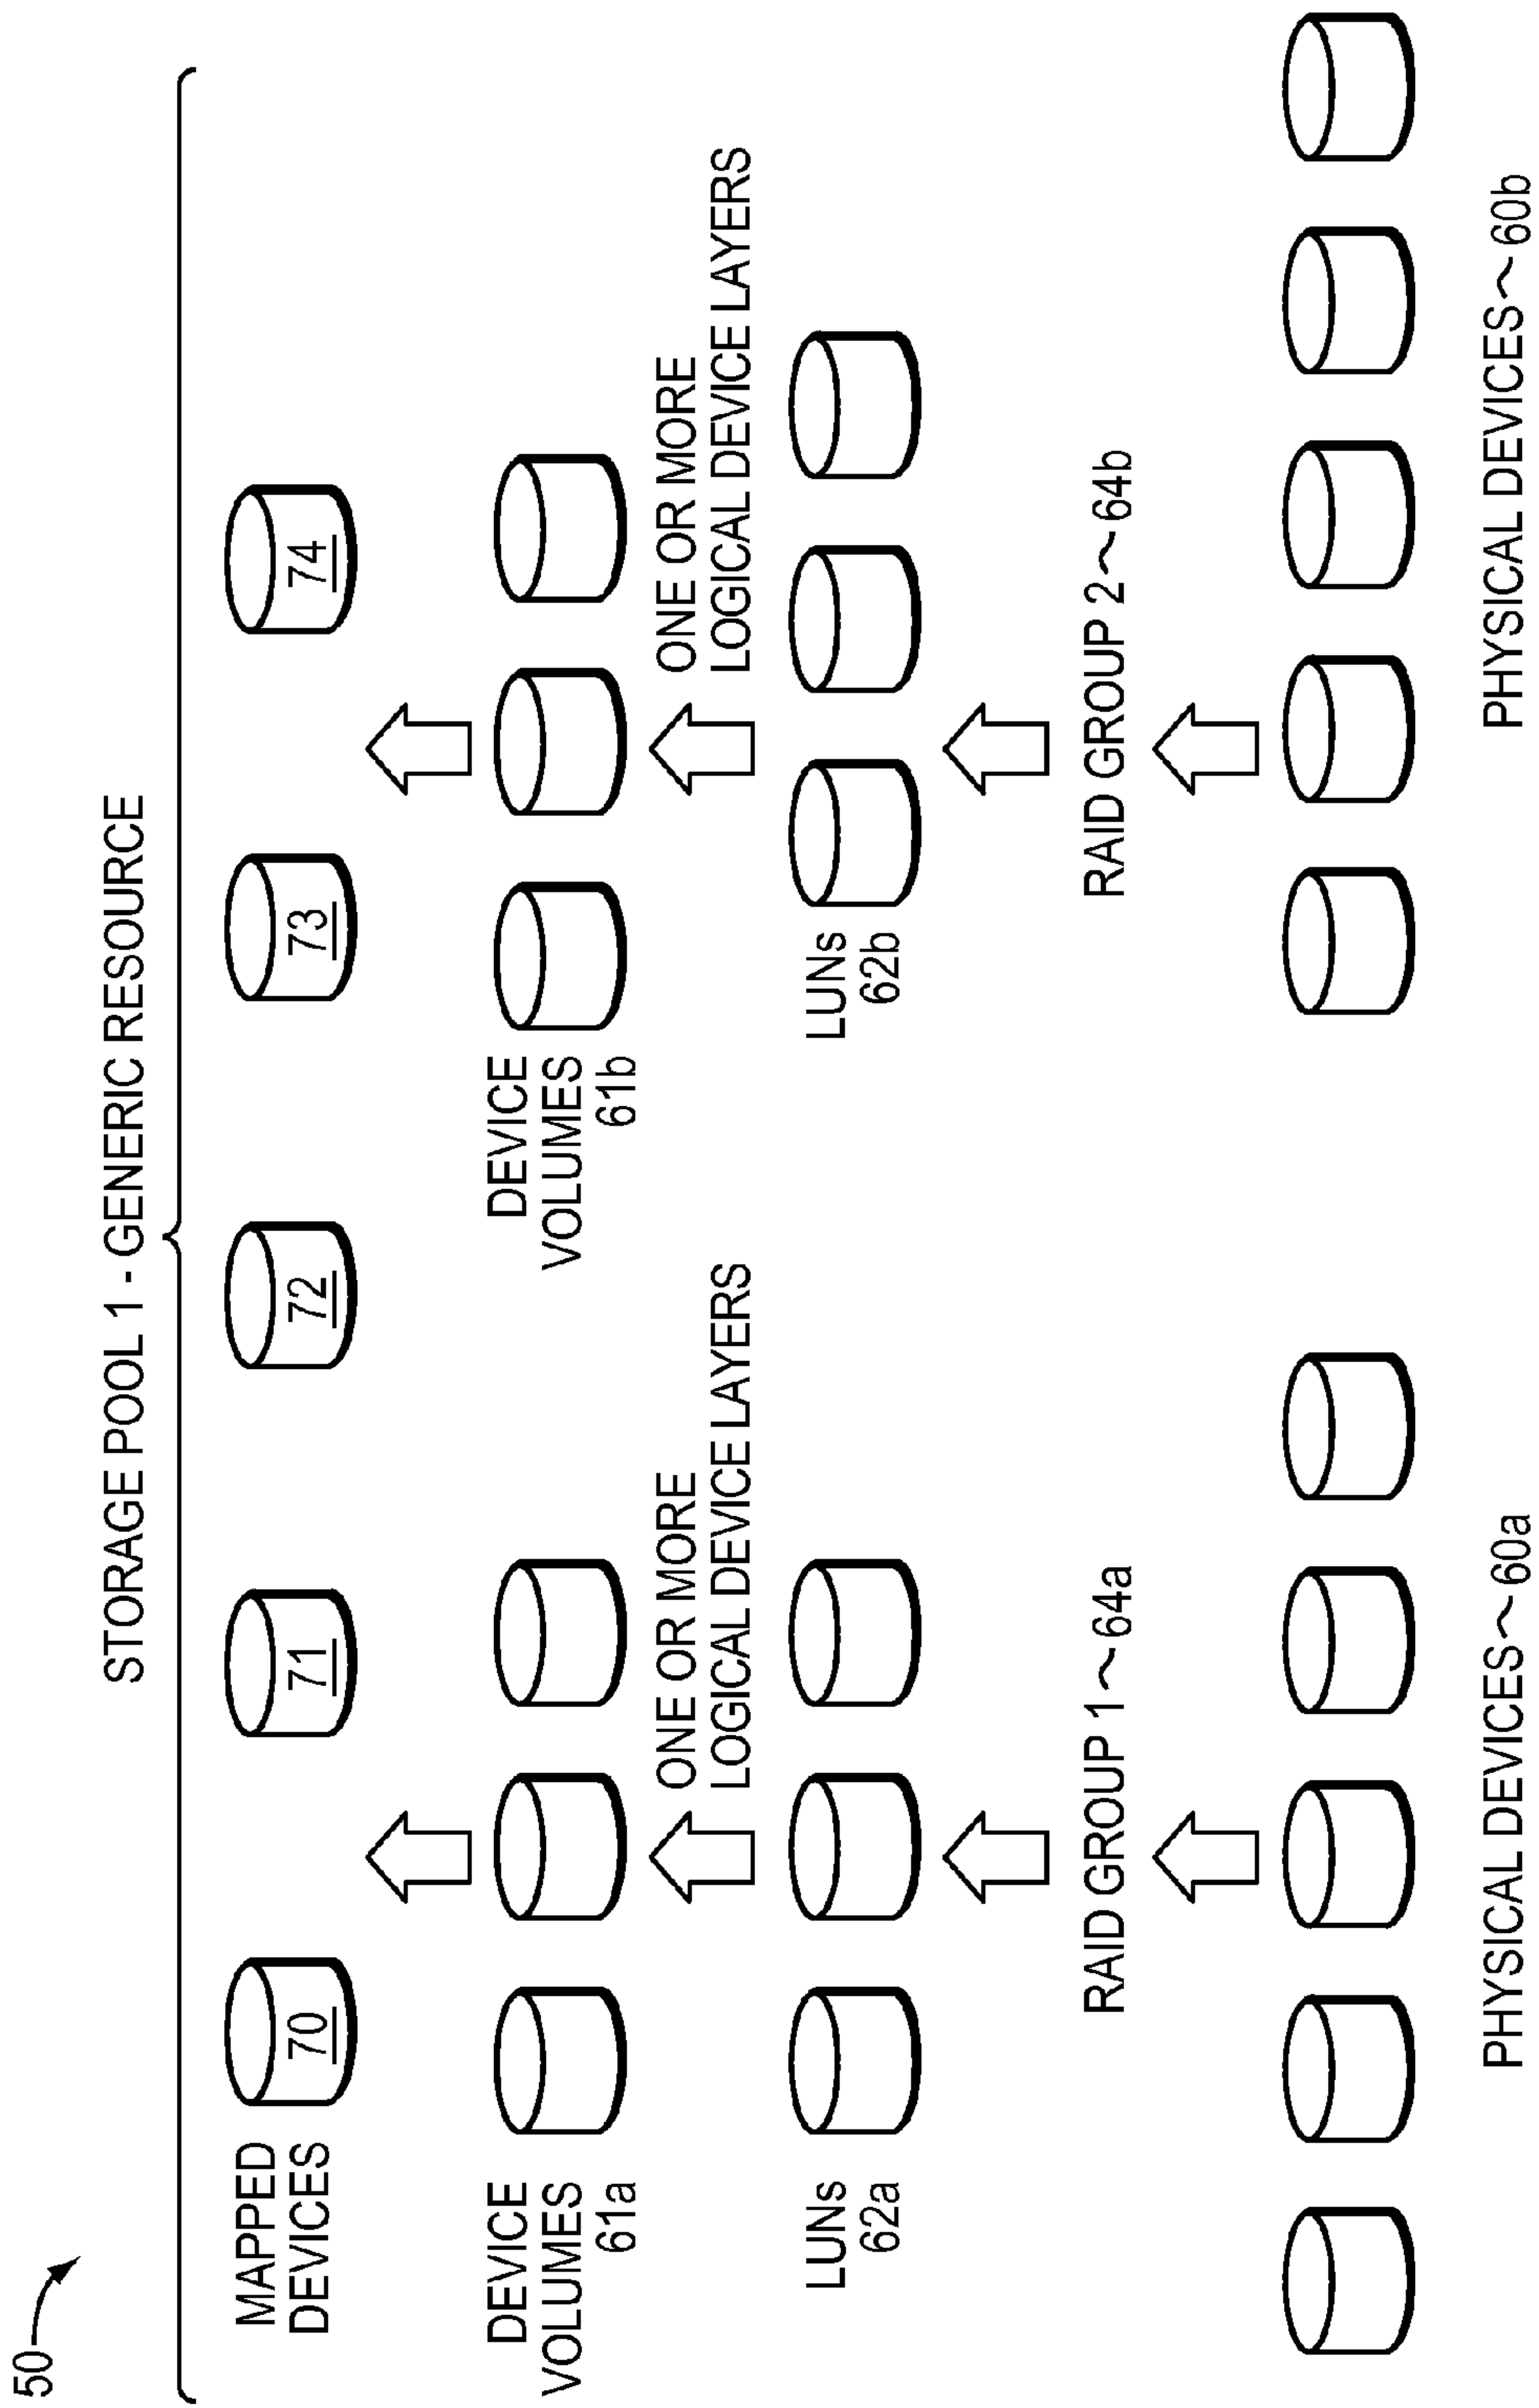 50
STORAGE POOL 1 - GENERIC RESOURCE
MAPPED
DEVICES
70
71
72
73
74
DEVICE
VOLUMES
61a
DEVICE
VOLUMES
61b
ONE OR MORE
LOGICAL DEVICE LAYERS
ONE OR MORE
LOGICAL DEVICE LAYERS
LUNs
62a
LUNs
62b
RAID GROUP 1~64a
RAID GROUP 2~64b
PHYSICAL DEVICES~60a
PHYSICAL DEVICES~60b